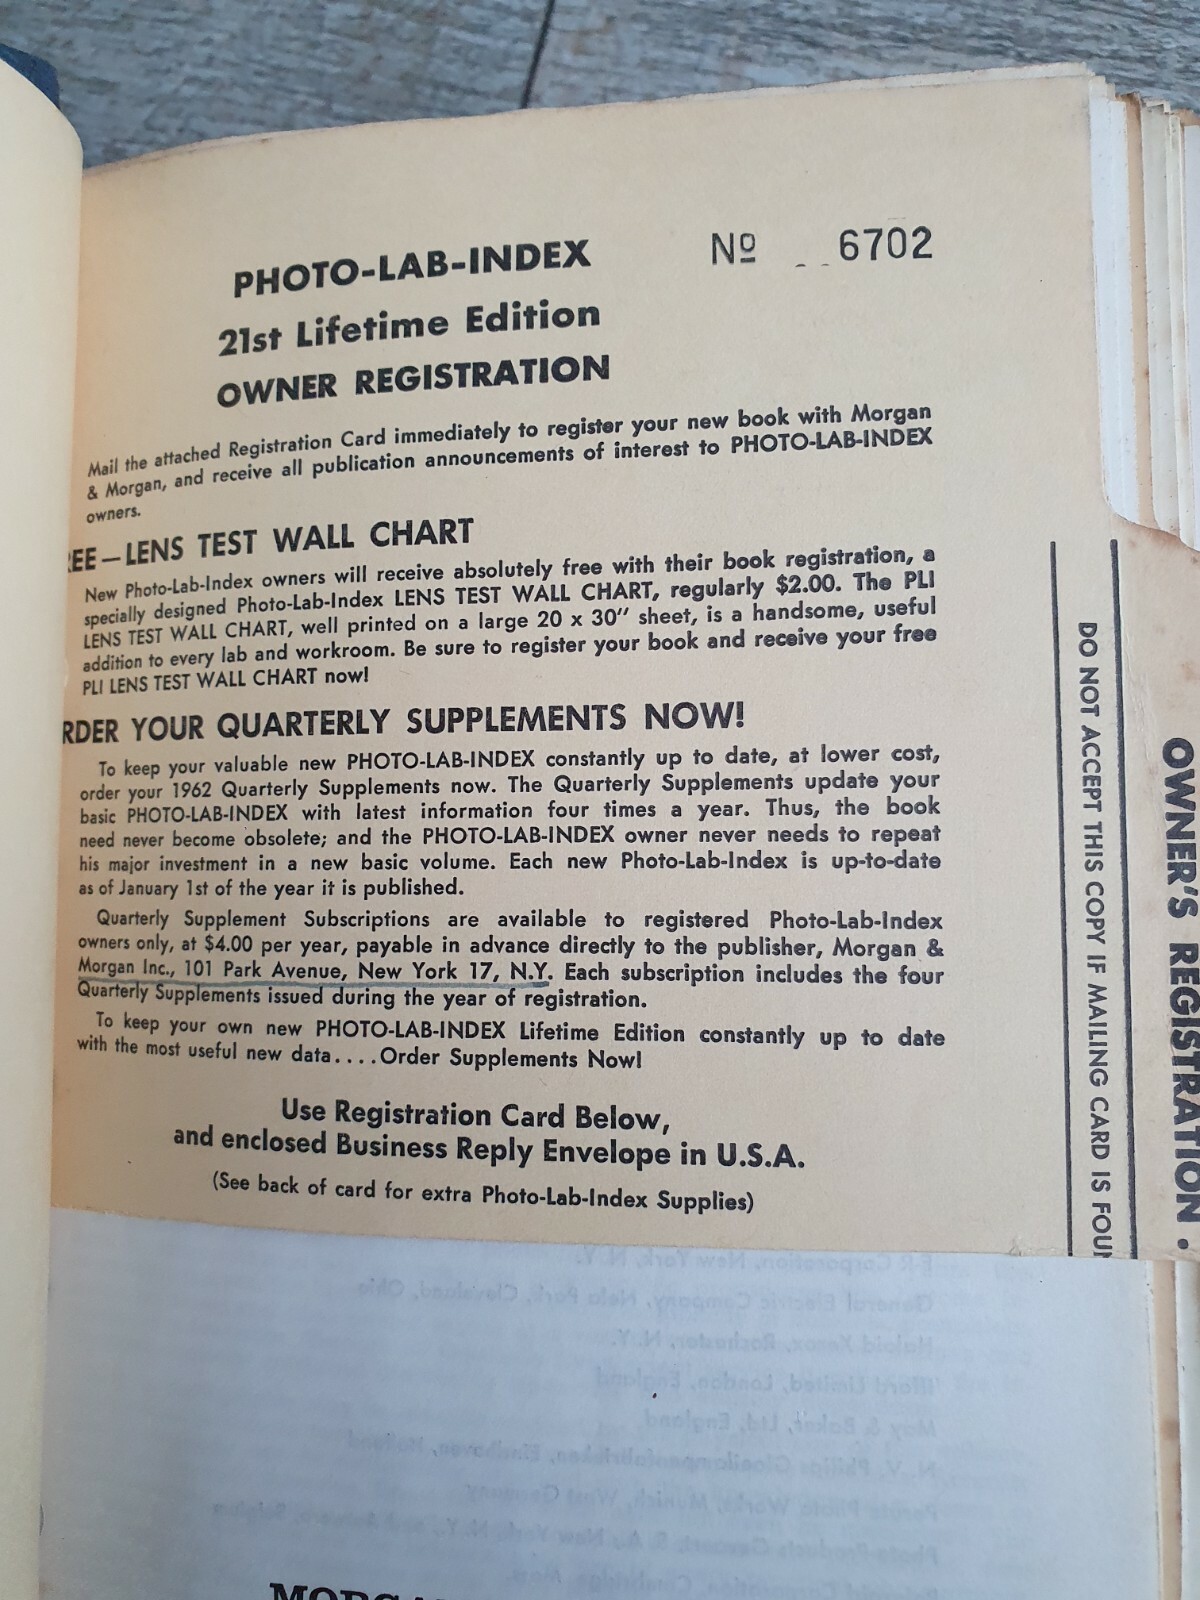 PHOTO-LAB-INDEX
Nº 6702
21st Lifetime Edition
OWNER REGISTRATION
Mail the attached Registration Card immediately to register your new book with Morgan
& Morgan, and receive all publication announcements of interest to PHOTO-LAB-INDEX
owners.
EE — LENS TEST WALL CHART
New Photo-Lab-Index owners will receive absolutely free with their book registration, a
specially designed Photo-Lab-Index LENS TEST WALL CHART, regularly $2.00. The PLI
LENS TEST WALL CHART, well printed on a large 20 x 30" sheet, is a handsome, useful
addition to every lab and workroom. Be sure to register your book and receive your free
PLI LENS TEST WALL CHART now!
RDER YOUR QUARTERLY SUPPLEMENTS NOW!
To keep your valuable new PHOTO-LAB-INDEX constantly up to date, at lower cost,
order your 1962 Quarterly Supplements now. The Quarterly Supplements update your
basic PHOTO-LAB-INDEX with latest information four times a year. Thus, the book
need never become obsolete; and the PHOTO-LAB-INDEX owner never needs to repeat
his major investment in a new basic volume. Each new Photo-Lab-Index is up-to-date
as of January 1st of the year it is published.
Quarterly Supplement Subscriptions are available to registered Photo-Lab-Index
owners only, at $4.00 per year, payable in advance directly to the publisher, Morgan &
Morgan Inc., 101 Park Avenue, New York 17, N.Y. Each subscription includes the four
Quarterly Supplements issued during the year of registration.
To keep your own new PHOTO-LAB-INDEX Lifetime Edition constantly up to date
with the most useful new data....Order Supplements Now!
Use Registration Card Below,
and enclosed Business Reply Envelope in U.S.A.
(See back of card for extra Photo-Lab-Index Supplies)
DO NOT ACCEPT THIS COPY IF MAILING CARD IS FOU
OWNER'S REGISTRATION .